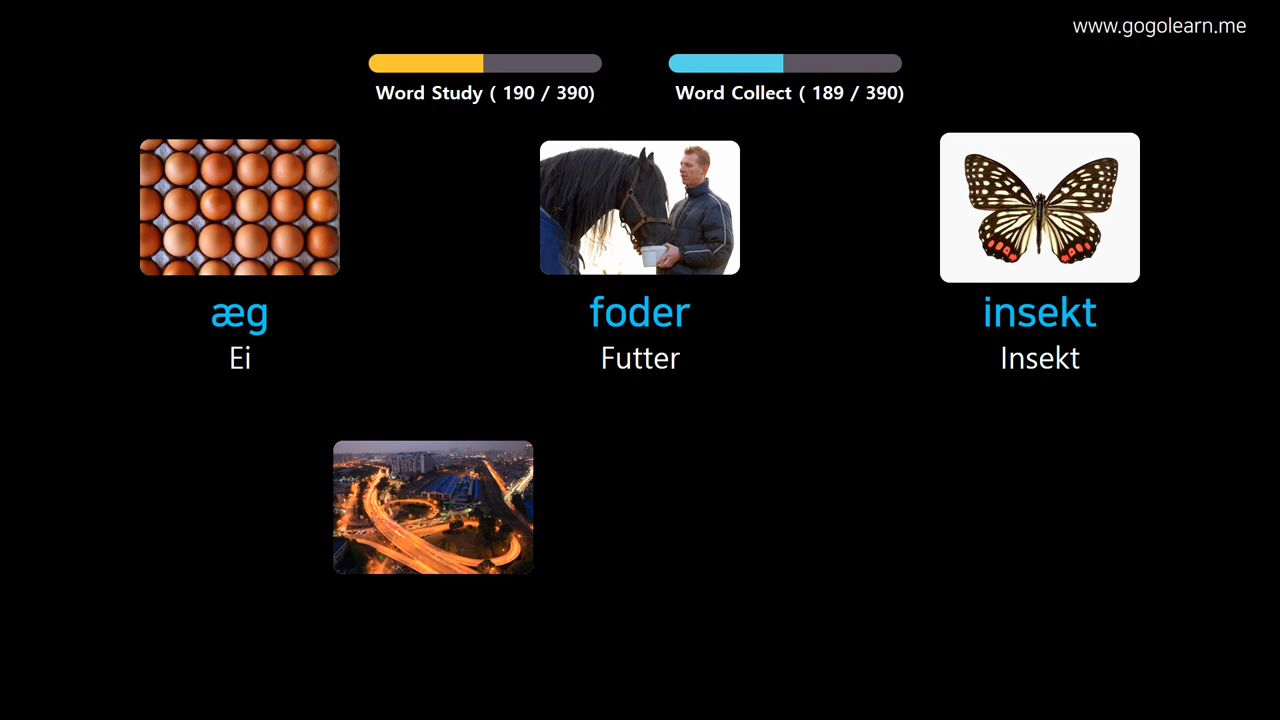 www.gogolearn.me
Word Study ( 190 / 390)
Word Collect ( 189 / 390)
æg
Ei
foder
Futter
insekt
Insekt